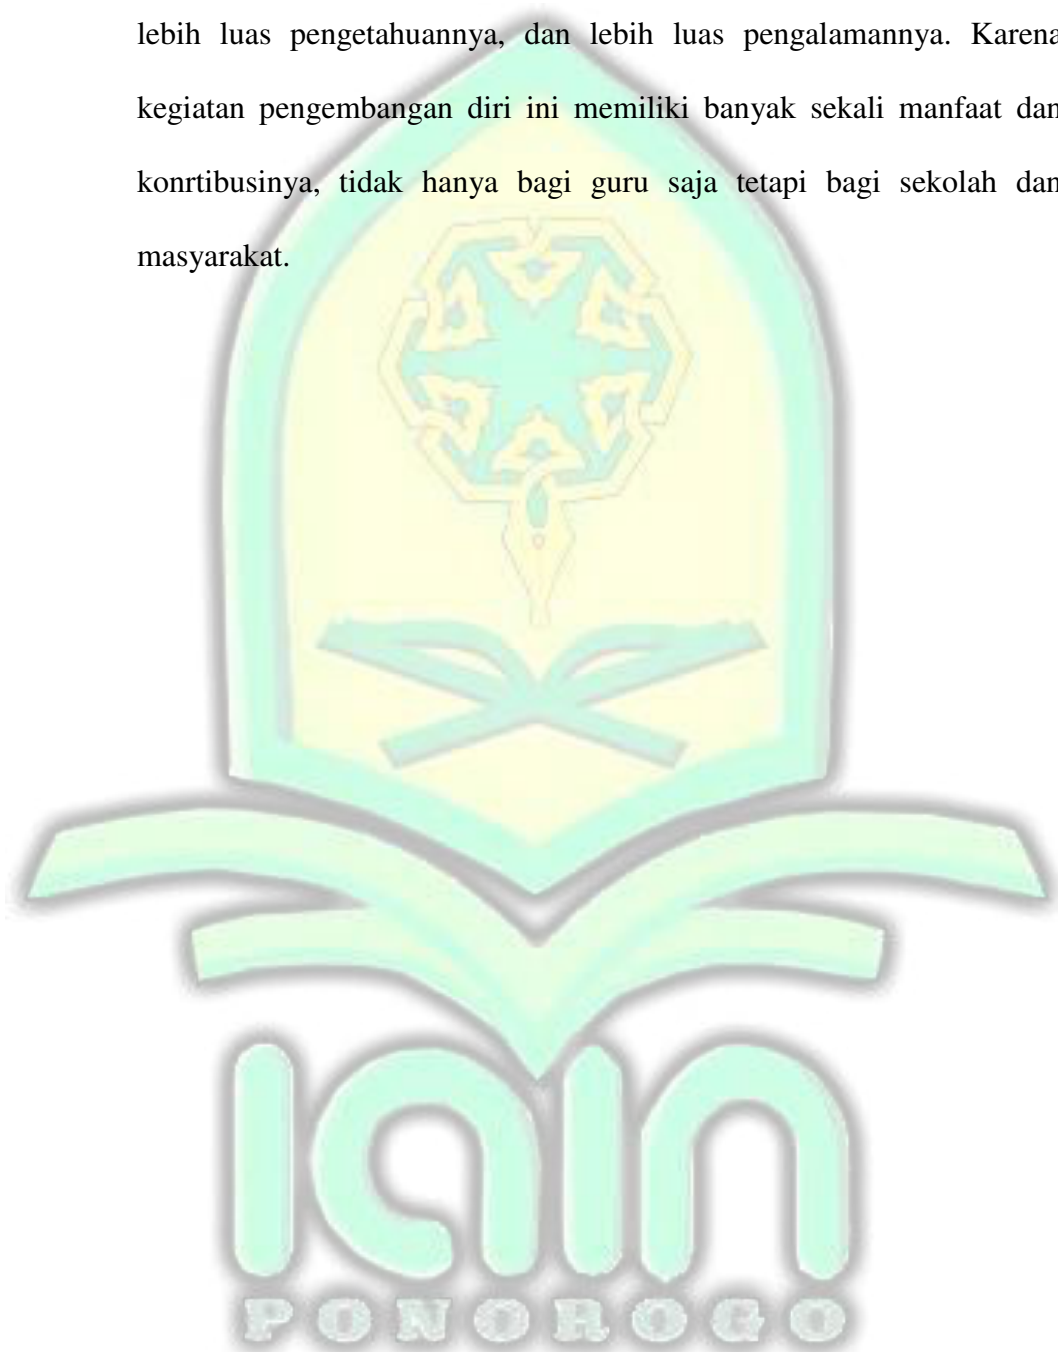 lebih luas pengetahuannya, dan lebih luas pengalamannya. Karena
kegiatan pengembangan diri ini memiliki banyak sekali manfaat dan
konrtibusinya, tidak hanya bagi guru saja tetapi bagi sekolah dan
masyarakat.
IAIN
PONOROGO